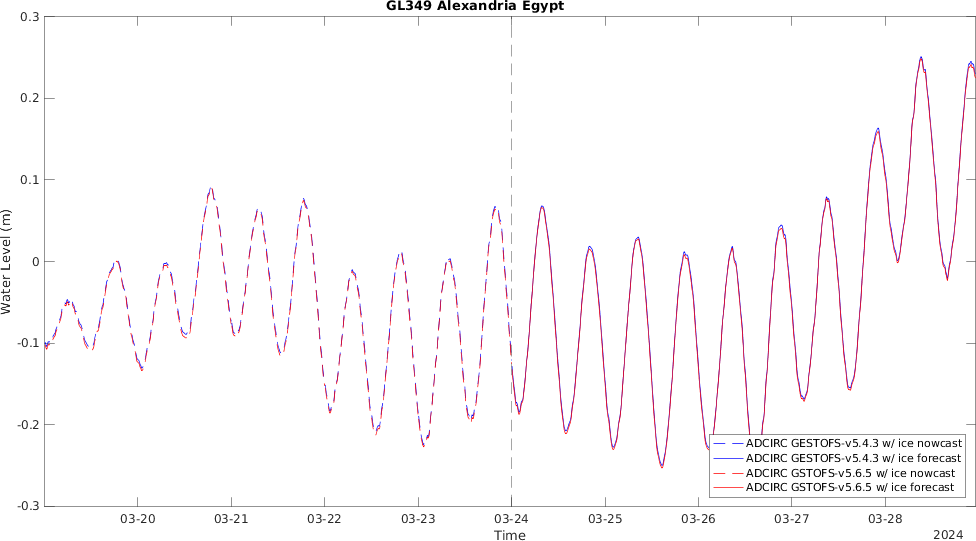 GL349 Alexandria Egypt
0.3
0.2
0.1
0
-0.1
-0.2
-0.3
Water Level (m)
ADCIRC GESTOFS-v5.4.3 w/ ice nowcast
ADCIRC GESTOFS-v5.4.3 w/ ice forecast
ADCIRC GSTOFS-v5.6.5 w/ ice nowcast
ADCIRC GSTOFS-v5.6.5 w/ ice forecast
03-20 03-21 03-22 03-23 03-24 03-25 03-26 03-27 03-28
Time
2024